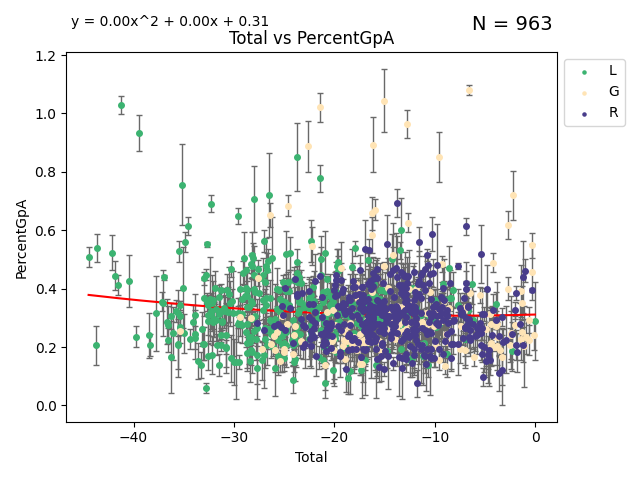 y = 0.00x^2 + 0.00x + 0.31
N = 963
Total vs PercentGpA
L
G
R
1.2
1.0
0.8
0.6
0.4
0.2
0.0
PercentGpA
−40
−30
−20
−10
0
Total